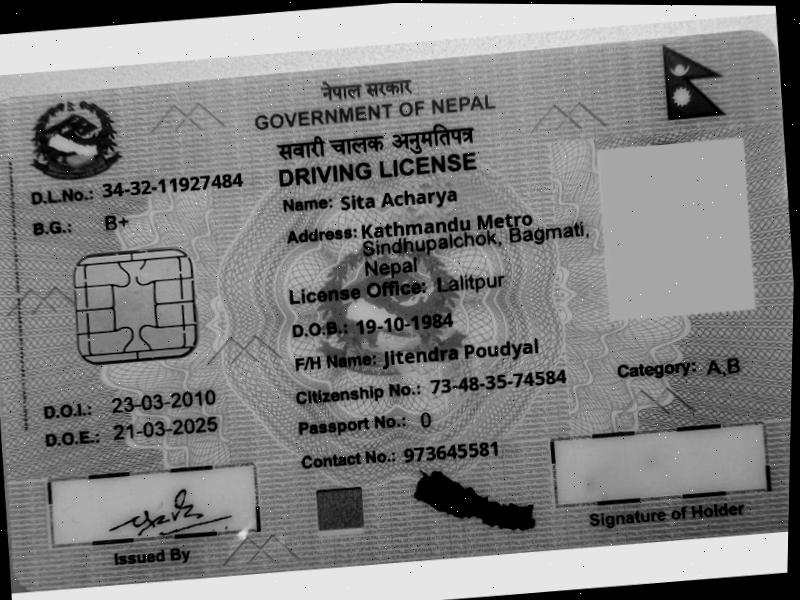 नेपाल सरकार
GOVERNMENT OF NEPAL
सवारी चालक अनुमतिपत्र
DRIVING LICENSE
D.L.No.: 34-32-11927484
B.G.: B+
Name: Sita Acharya
Address: Kathmandu Metro
Sindhupalchok, Bagmati,
Nepal
License Office: Lalitpur
D.O.B.: 19-10-1984
F/H Name: Jitendra Poudyal
Citizenship No.: 73-48-35-74584
Passport No.: 0
Contact No.: 973645581
Category: A,B
D.O.I.: 23-03-2010
D.O.E.: 21-03-2025
Issued By
Signature of Holder